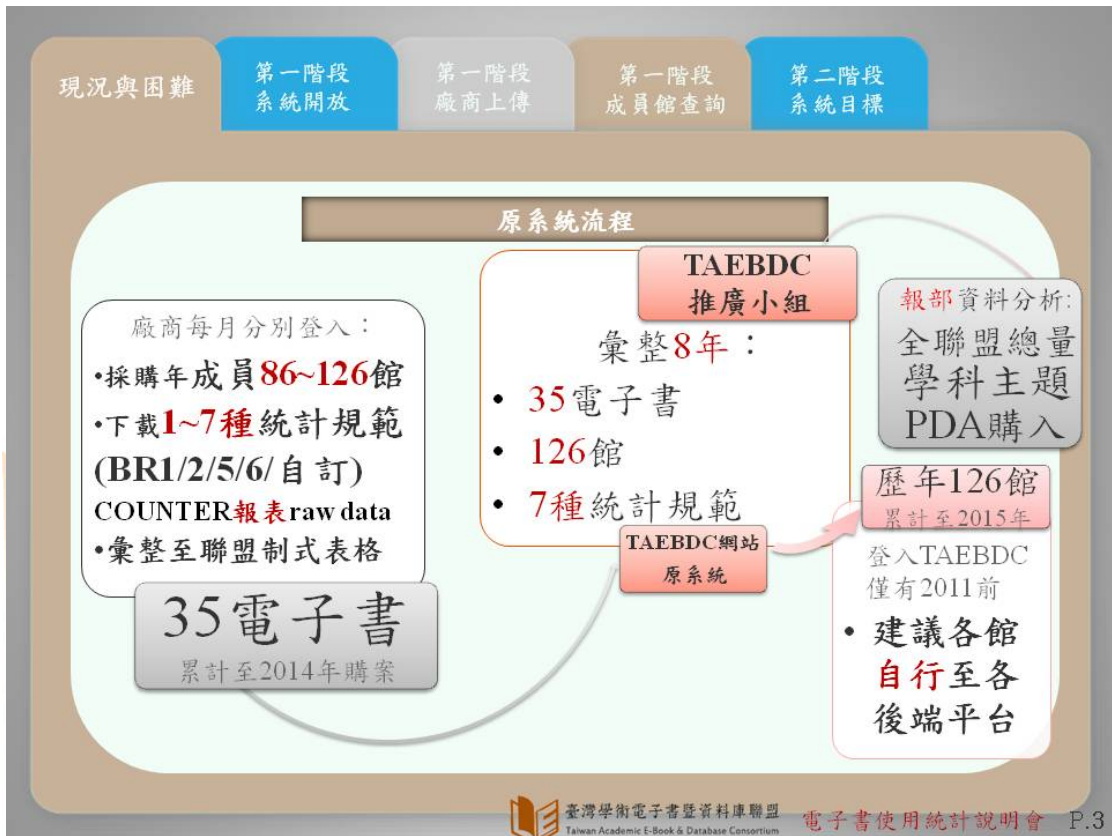 現況與困難
第一階段
系統開放
第一階段
廠商上傳
第一階段
成員館查詢
第二階段
系統目標
原系統流程
廠商每月分別登入：
•採購年成員86~126館
•下載1~7種統計規範
(BR1/2/5/6/自訂)
COUNTER報表raw data
•彙整至聯盟制式表格
35電子書
累計至2014年購案
TAEBDC
推廣小組
彙整8年：
• 35電子書
• 126館
• 7種統計規範
TAEBDC網站
原系統
報部資料分析:
全聯盟總量
學科主題
PDA購入
歷年126館
累計至2015年
登入TAEBDC
僅有2011前
• 建議各館
自行至各
後端平台
臺灣學術電子書暨資料庫聯盟
Taiwan Academic E-Book & Database Consortium
電子書使用統計說明會 P.3